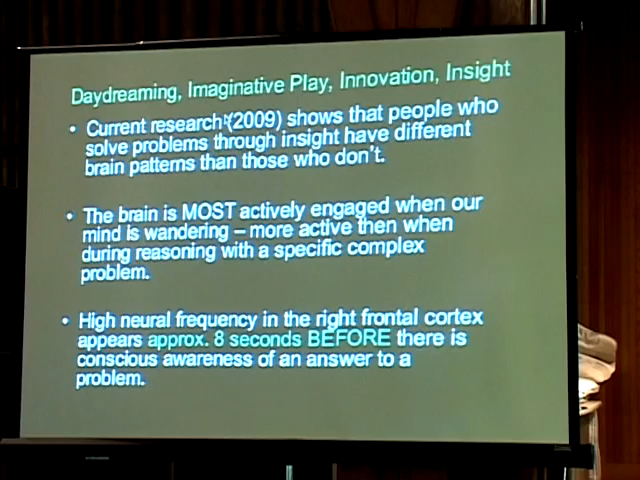 Daydreaming, Imaginative Play, Innovation, Insight
• Current research (2009) shows that people who
solve problems through insight have different
brain patterns than those who don't.
• The brain is MOST actively engaged when our
mind is wandering – more active then when
during reasoning with a specific complex
problem.
• High neural frequency in the right frontal cortex
appears approx. 8 seconds BEFORE there is
conscious awareness of an answer to a
problem.